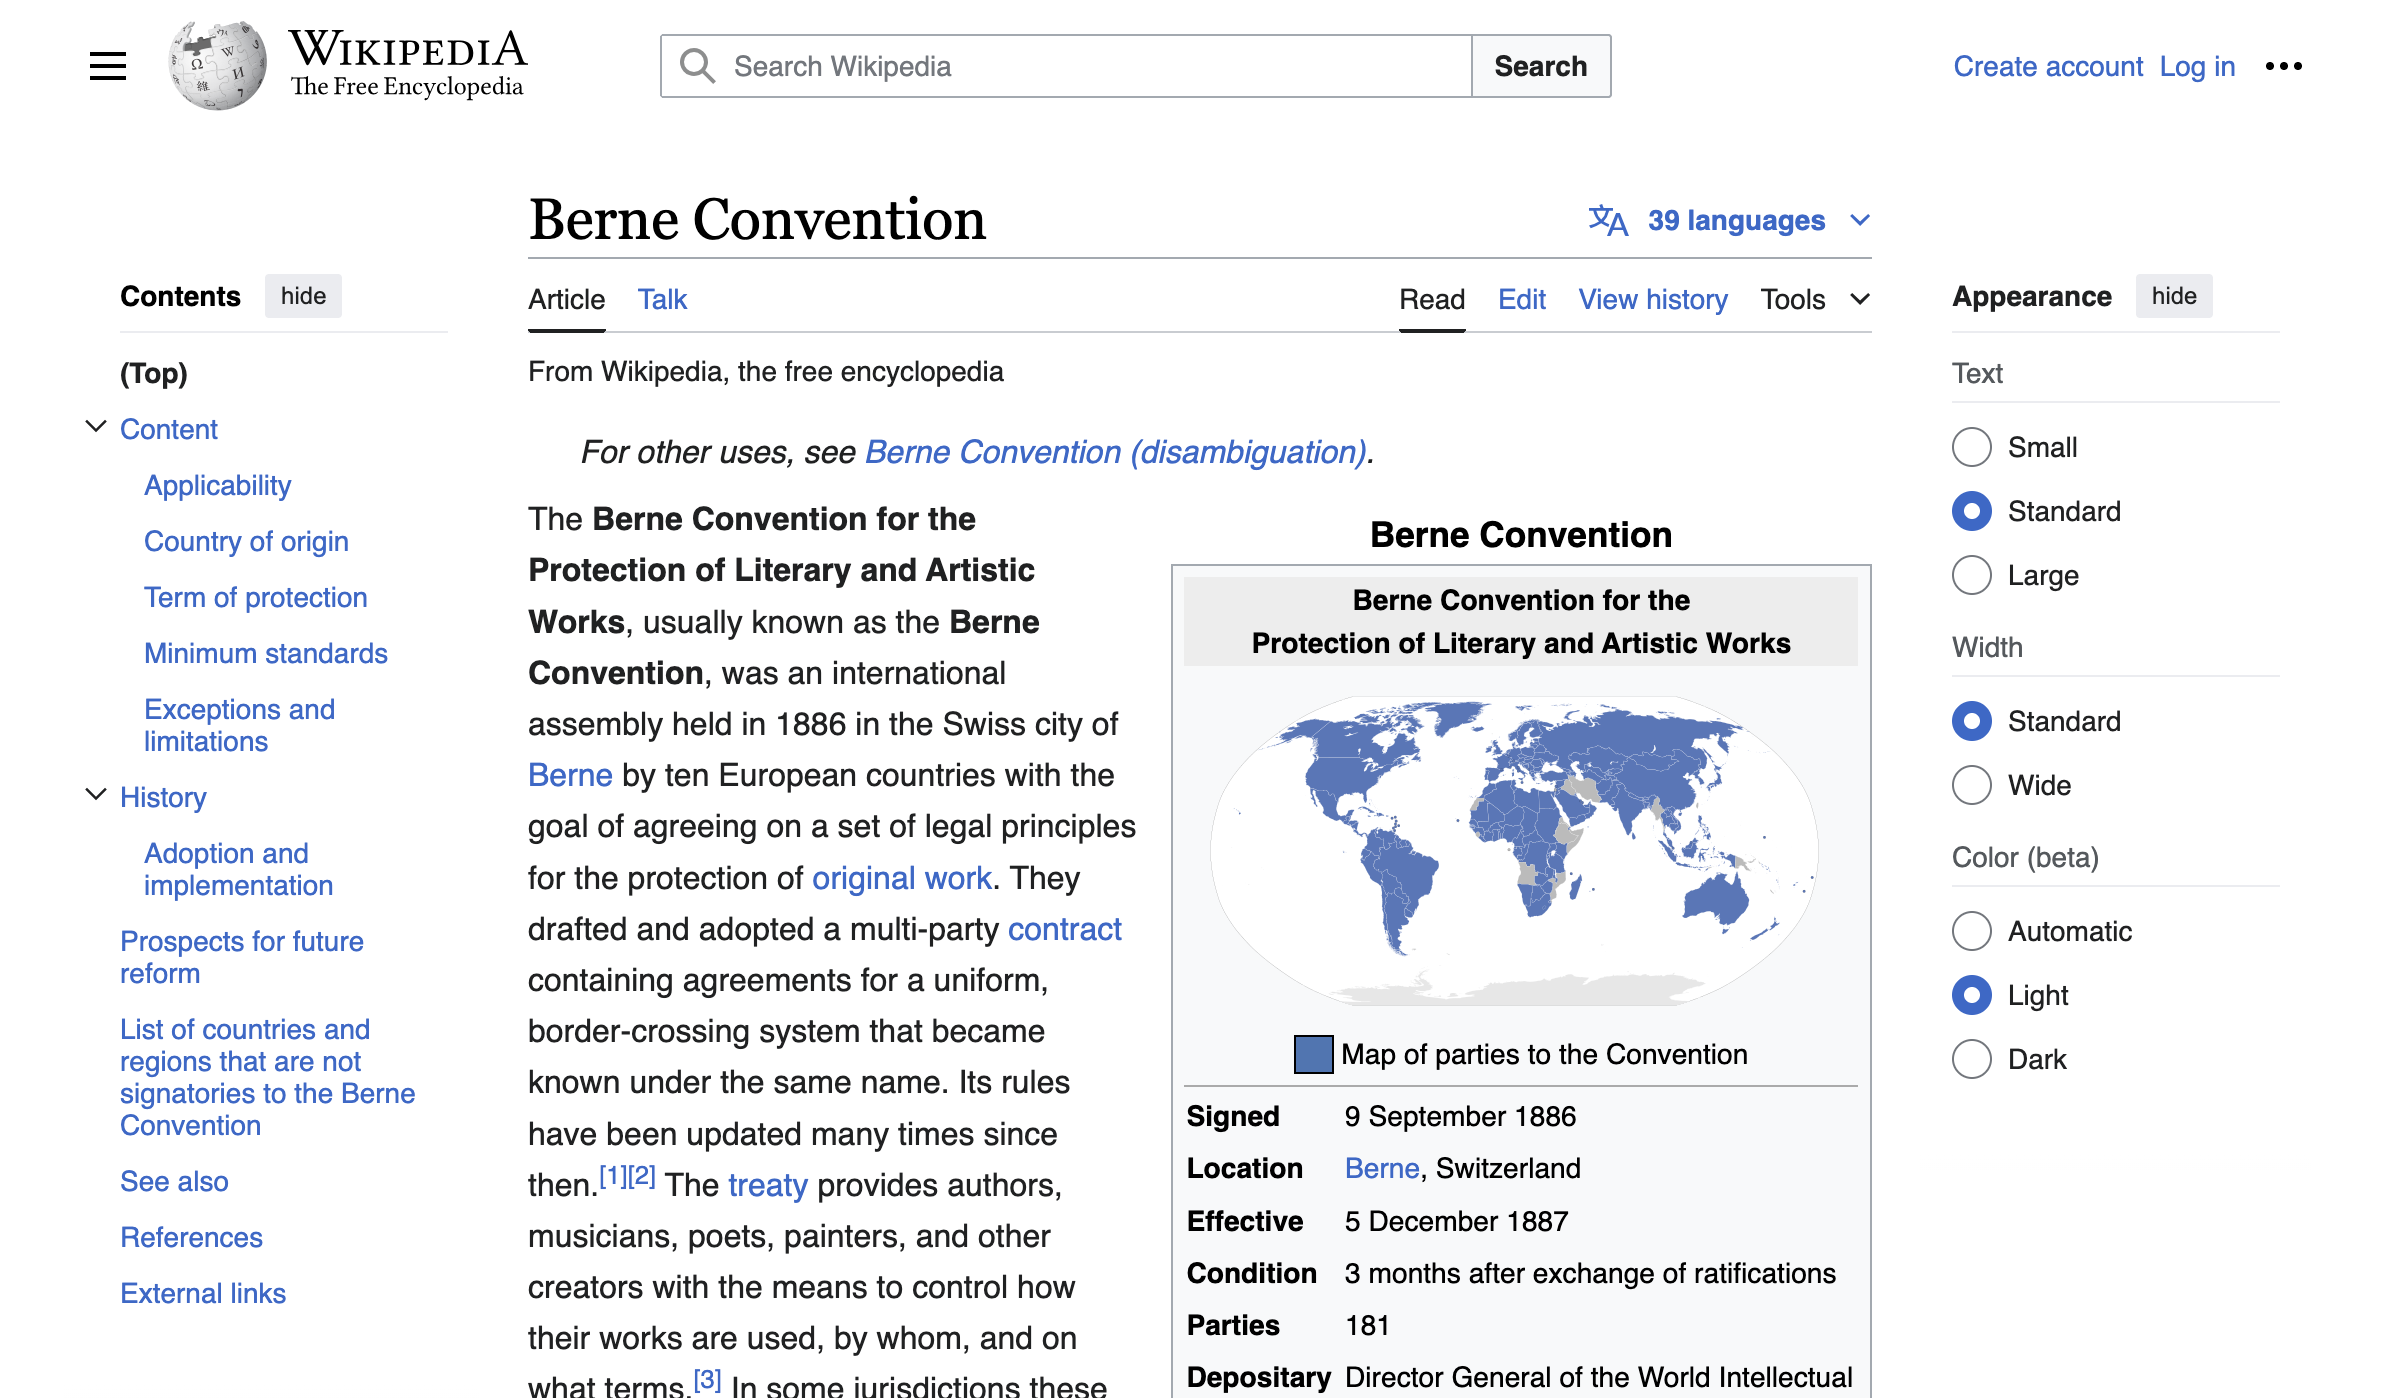 WIKIPEDIA
The Free Encyclopedia
Search Wikipedia
Search
Create account Log in
Berne Convention
39 languages
Contents hide
(Top)
Content
Applicability
Country of origin
Term of protection
Minimum standards
Exceptions and
limitations
History
Adoption and
implementation
Prospects for future
reform
List of countries and
regions that are not
signatories to the Berne
Convention
See also
References
External links
Article Talk
Read Edit View history Tools
From Wikipedia, the free encyclopedia
For other uses, see Berne Convention (disambiguation).
The Berne Convention for the
Protection of Literary and Artistic
Works, usually known as the Berne
Convention, was an international
assembly held in 1886 in the Swiss city of
Berne by ten European countries with the
goal of agreeing on a set of legal principles
for the protection of original work. They
drafted and adopted a multi-party contract
containing agreements for a uniform,
border-crossing system that became
known under the same name. Its rules
have been updated many times since
then.[1][2] The treaty provides authors,
musicians, poets, painters, and other
creators with the means to control how
their works are used, by whom, and on
what terms.[3] In some jurisdictions these
Berne Convention
Berne Convention for the
Protection of Literary and Artistic Works
Map of parties to the Convention
Signed 9 September 1886
Location Berne, Switzerland
Effective 5 December 1887
Condition 3 months after exchange of ratifications
Parties 181
Depositary Director General of the World Intellectual
Appearance hide
Text
Small
Standard
Large
Width
Standard
Wide
Color (beta)
Automatic
Light
Dark